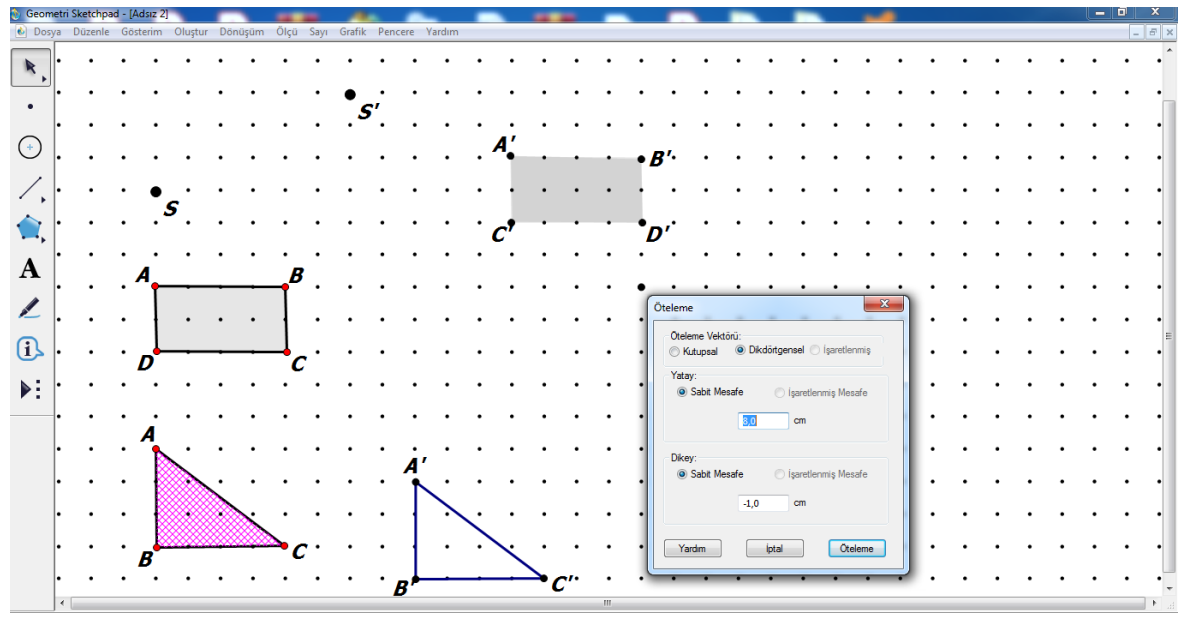 Geometri Sketchpad - [Adsız 2]
Dosya Düzenle Gösterim Oluştur Dönüşüm Ölçü Sayı Grafik Pencere Yardım
S'
A'
B'
S
C'
D'
A
B
D
C
A
A'
B
C
B'
C'
A
Öteleme
Öteleme Vektörü:
Kutupsal Dikdörtgensel İşaretlenmiş
Yatay:
Sabit Mesafe İşaretlenmiş Mesafe
8,0 cm
Dikey:
Sabit Mesafe İşaretlenmiş Mesafe
-1,0 cm
Yardım İptal Öteleme